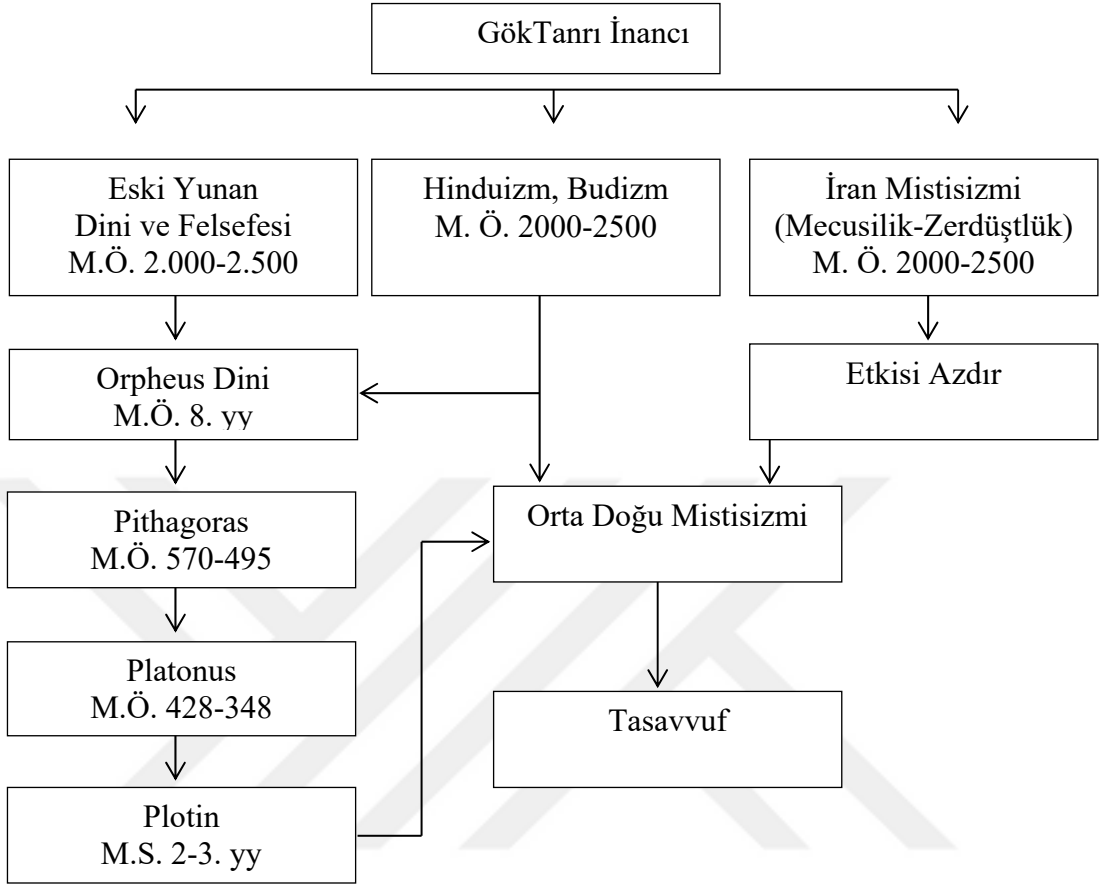 GökTanrı İnancı
Eski Yunan
Dini ve Felsefesi
M.Ö. 2.000-2.500
Hinduizm, Budizm
M. Ö. 2000-2500
İran Mistisizmi
(Mecusilik-Zerdüştlük)
M. Ö. 2000-2500
Orpheus Dini
M.Ö. 8. yy
Etkisi Azdır
Pithagoras
M.Ö. 570-495
Orta Doğu Mistisizmi
Platonus
M.Ö. 428-348
Tasavvuf
Plotin
M.S. 2-3. yy